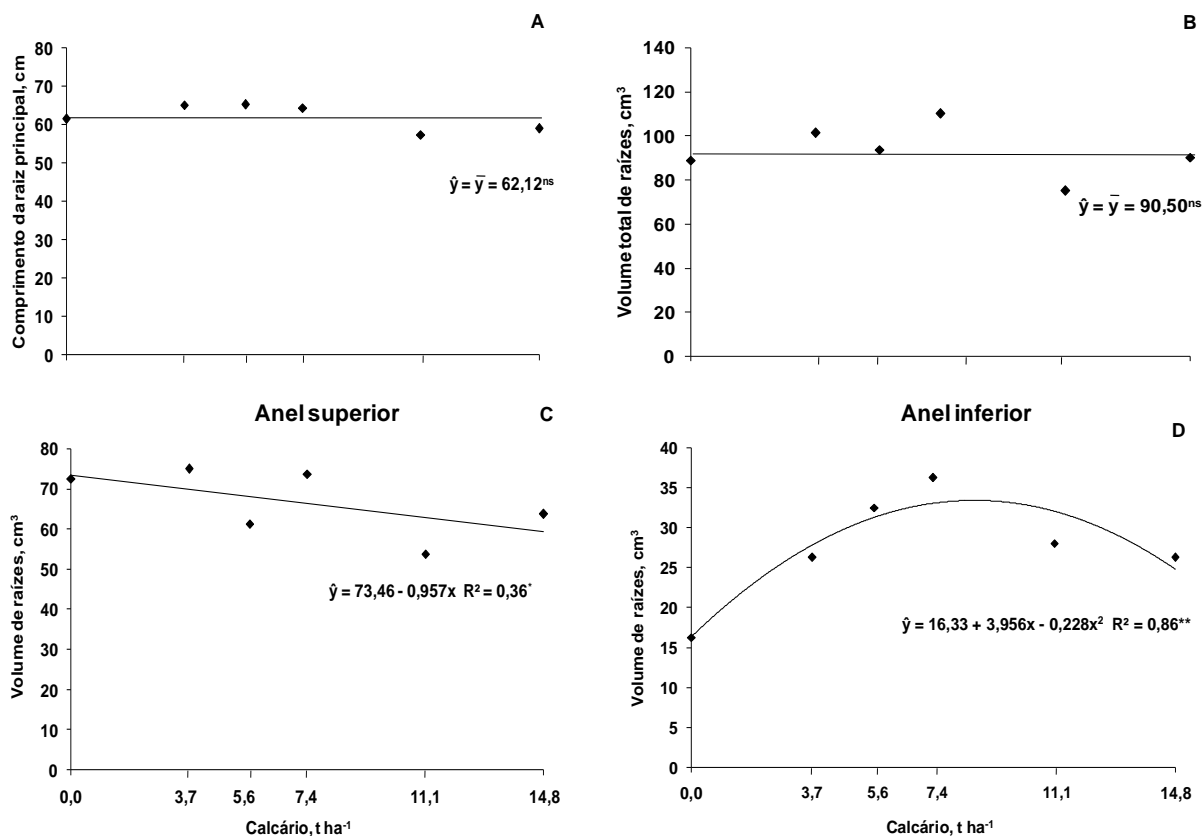 A
Comprimento da raiz principal, cm
80
70
60
50
40
30
20
10
0
ŷ = ȳ = 62,12ns
B
Volume total de raízes, cm³
140
120
100
80
60
40
20
0
ŷ = ȳ = 90,50ns
Anel superior
C
Volume de raízes, cm³
80
70
60
50
40
30
20
10
0
ŷ = 73,46 - 0,957x R² = 0,36*
0,0 3,7 5,6 7,4 11,1 14,8
Calcário, t ha⁻¹
Anel inferior
D
Volume de raízes, cm³
40
35
30
25
20
15
10
5
0
ŷ = 16,33 + 3,956x - 0,228x² R² = 0,86**
0,0 3,7 5,6 7,4 11,1 14,8
Calcário, t ha⁻¹